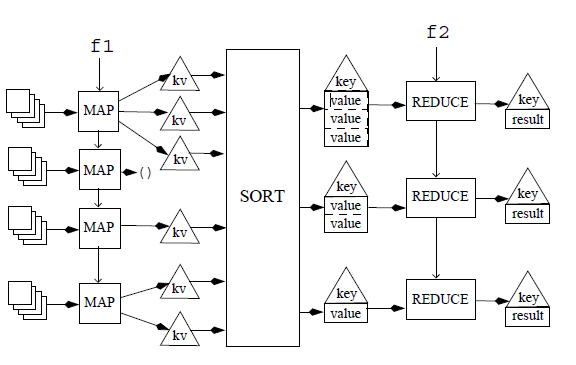 f1
f2
kv
MAP
kv
kv
MAP
()
MAP
kv
kv
MAP
kv
SORT
key
value
value
value
REDUCE
key
result
key
value
value
REDUCE
key
result
key
value
REDUCE
key
result